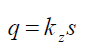 q = k_z s